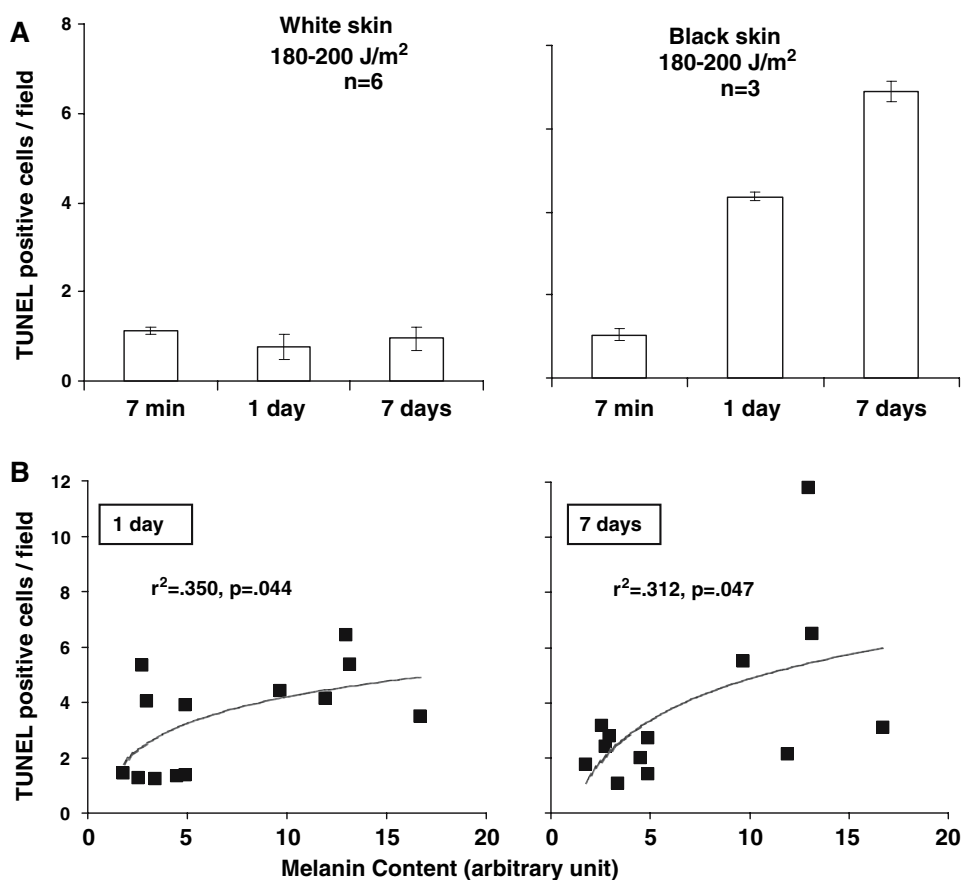 A
White skin
180-200 J/m²
n=6
Black skin
180-200 J/m²
n=3
TUNEL positive cells / field
8
6
4
2
0
7 min 1 day 7 days
7 min 1 day 7 days
B
TUNEL positive cells / field
12
10
8
6
4
2
0
1 day
r²=.350, p=.044
7 days
r²=.312, p=.047
0 5 10 15 20
0 5 10 15 20
Melanin Content (arbitrary unit)